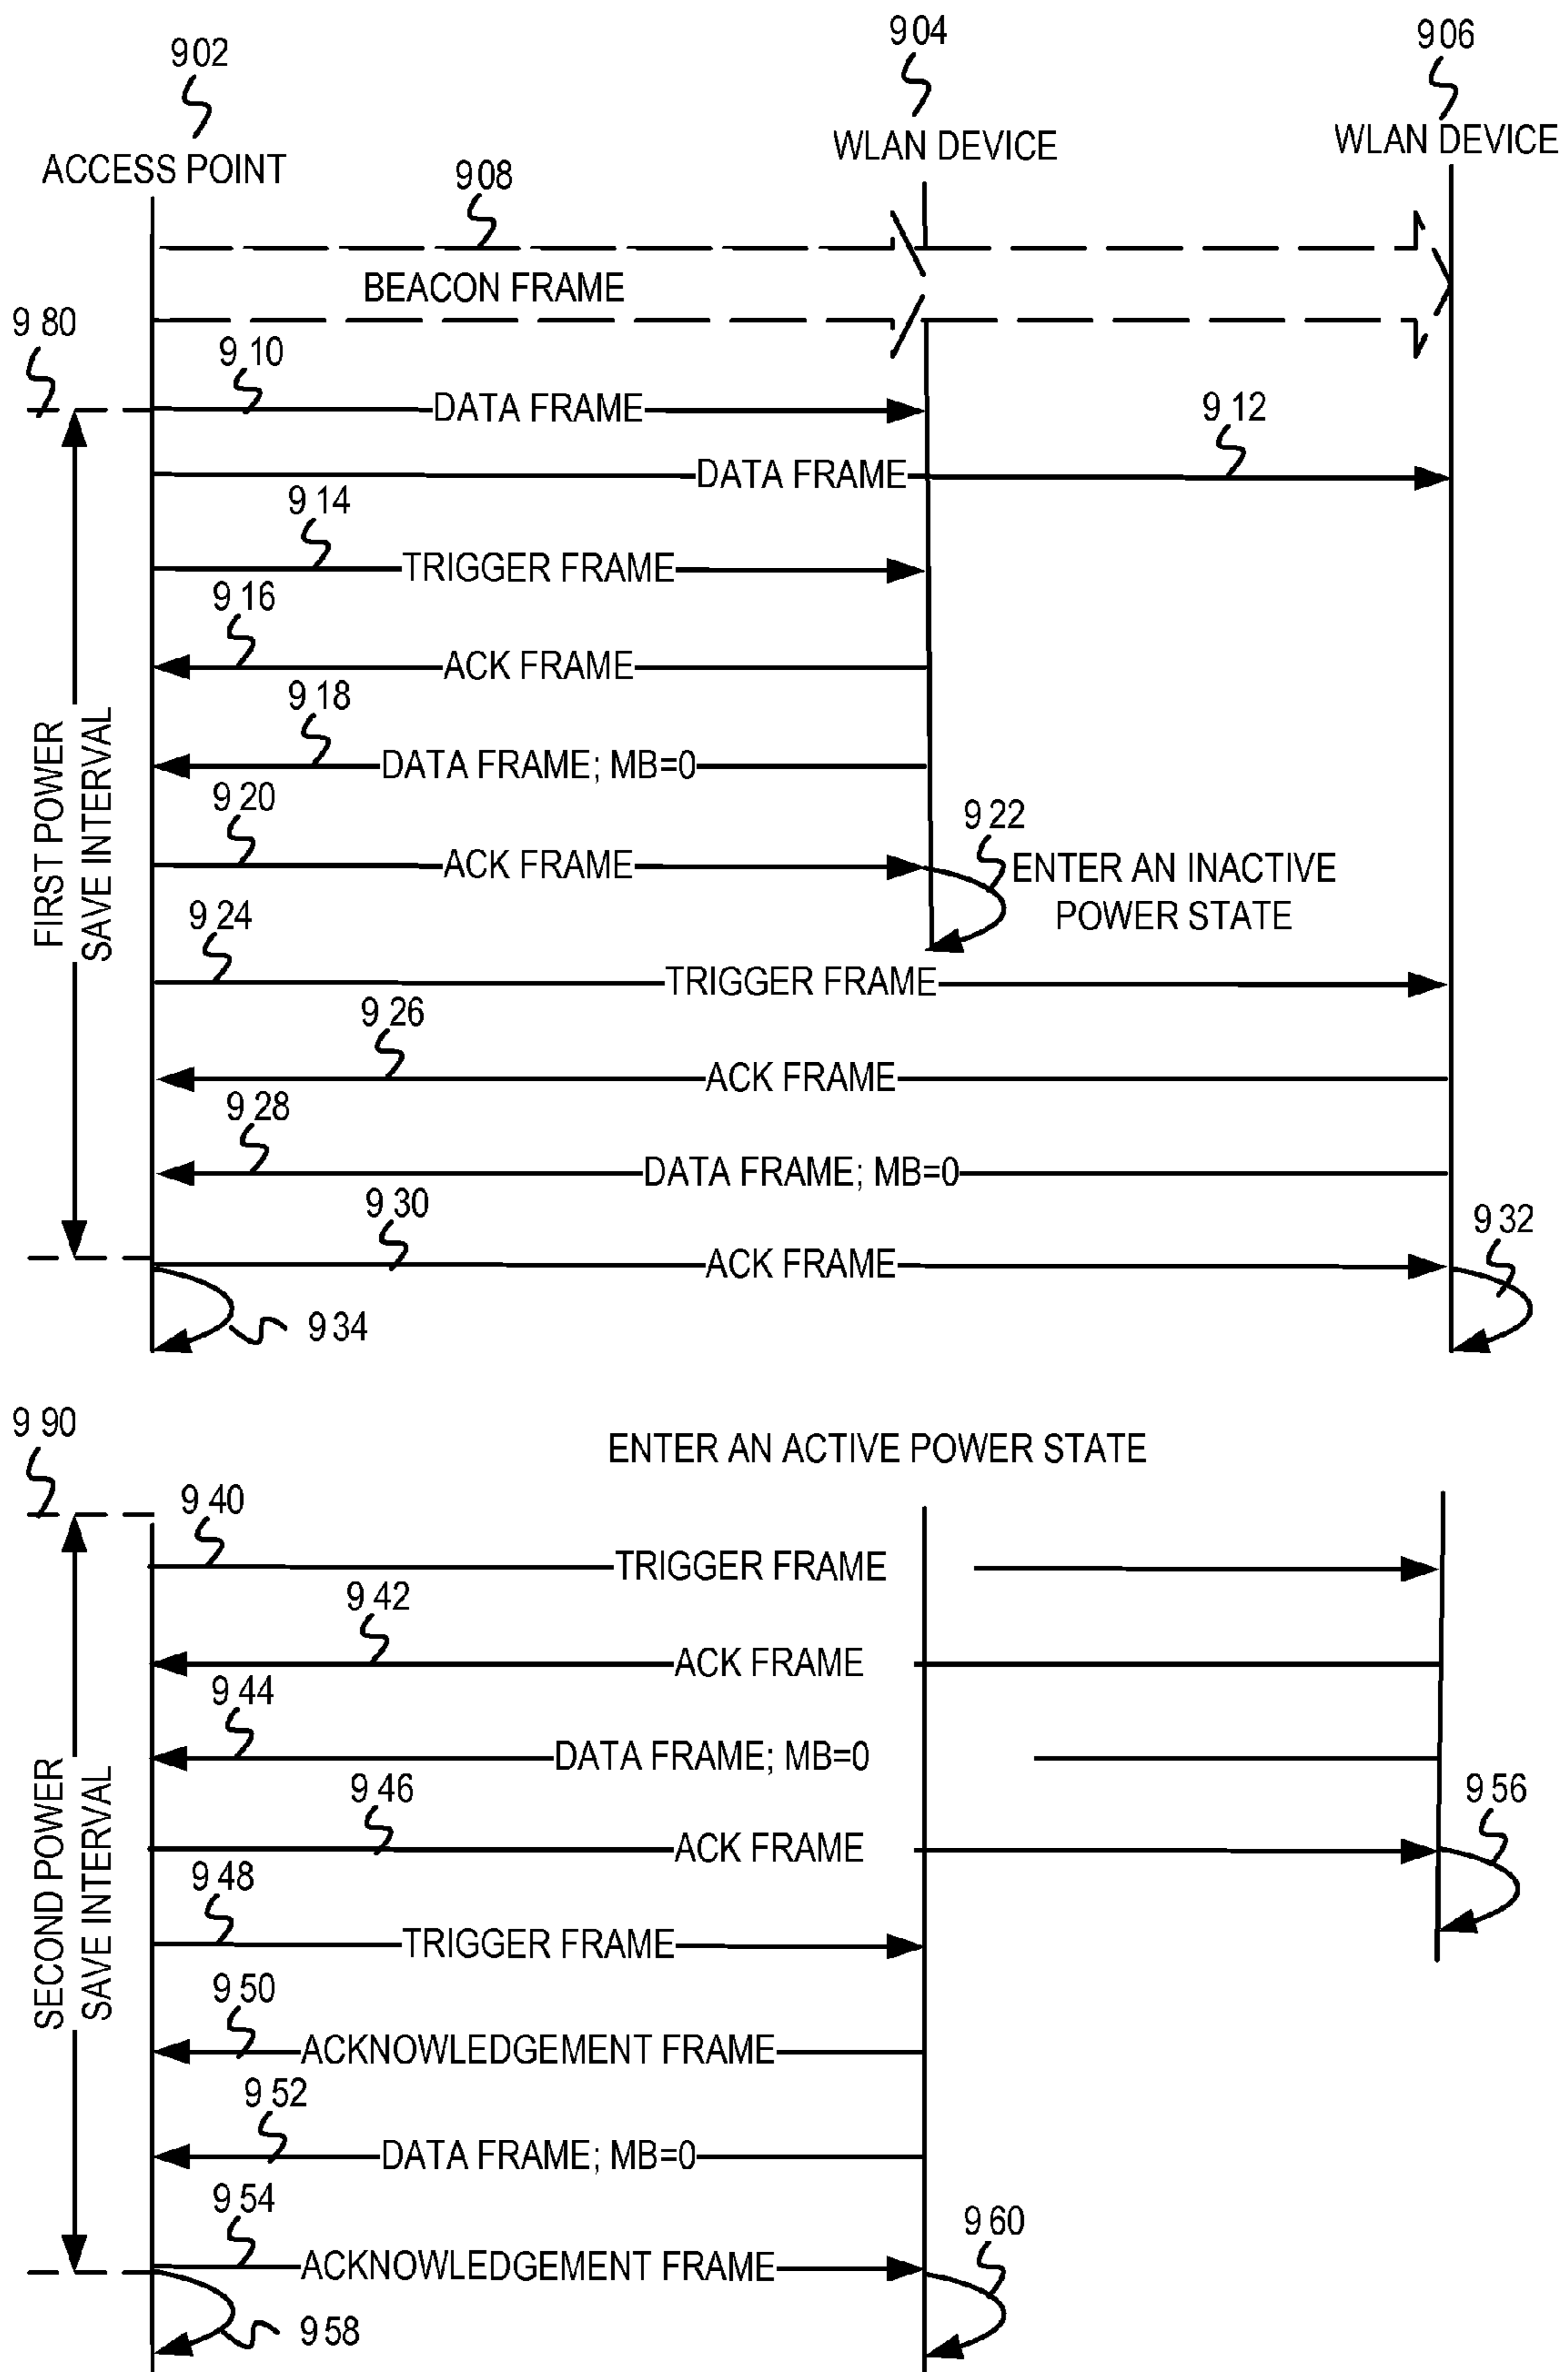 902
904
906
ACCESS POINT
WLAN DEVICE
WLAN DEVICE
908
BEACON FRAME
980
910
DATA FRAME
912
DATA FRAME
914
TRIGGER FRAME
916
ACK FRAME
918
DATA FRAME; MB=0
920
ACK FRAME
922
ENTER AN INACTIVE
POWER STATE
FIRST POWER
SAVE INTERVAL
924
TRIGGER FRAME
926
ACK FRAME
928
DATA FRAME; MB=0
930
ACK FRAME
932
934
990
ENTER AN ACTIVE POWER STATE
940
TRIGGER FRAME
942
ACK FRAME
944
DATA FRAME; MB=0
946
ACK FRAME
956
SECOND POWER
SAVE INTERVAL
948
TRIGGER FRAME
950
ACKNOWLEDGEMENT FRAME
952
DATA FRAME; MB=0
954
ACKNOWLEDGEMENT FRAME
960
958